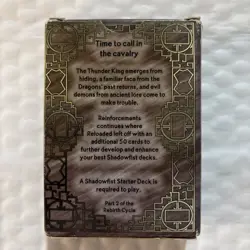 Time to call in
the cavalry
The Thunder King emerges from
hiding, a familiar face from the
Dragons' past returns, and evil
demons from ancient lore come to
make trouble.
Reinforcements
continues where
Reloaded left off with an
additional 50 cards to
further develop and enhance
your best Shadowfist decks.
A Shadowfist Starter Deck is
required to play.
Part 2 of the
Rebirth Cycle